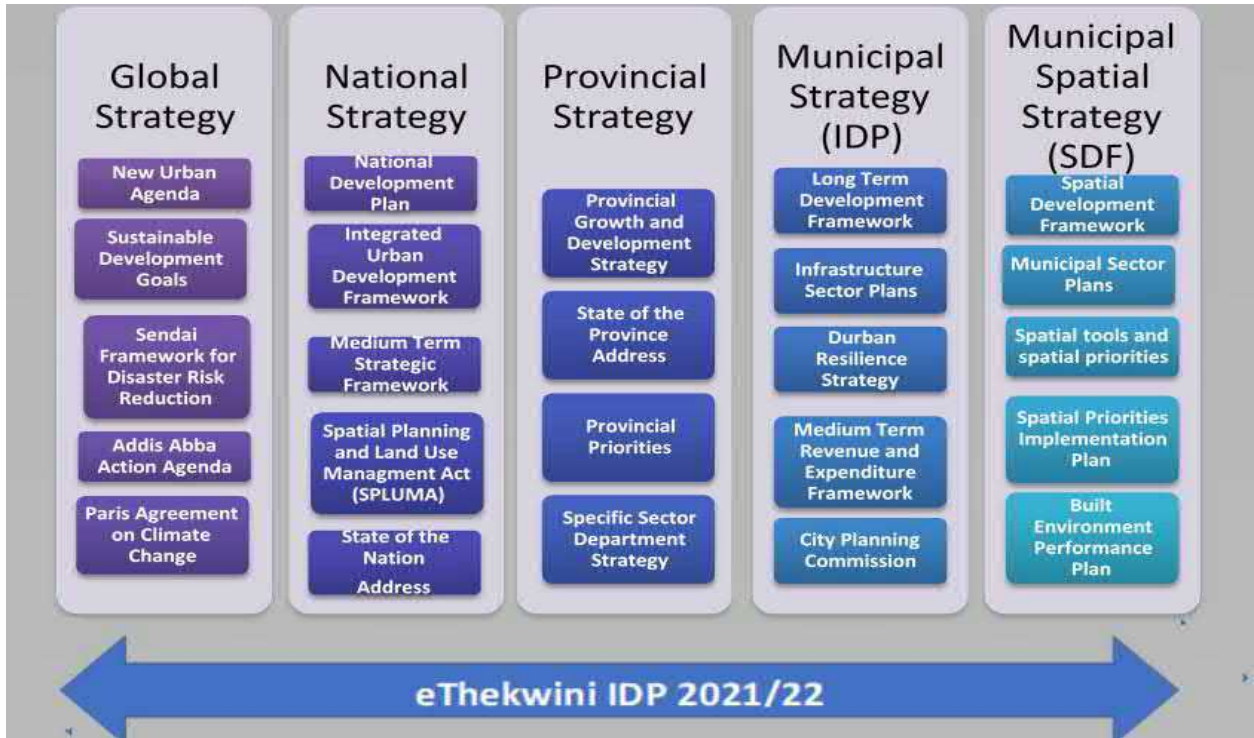 Global
Strategy
New Urban
Agenda
Sustainable
Development
Goals
Sendai
Framework for
Disaster Risk
Reduction
Addis Abba
Action Agenda
Paris Agreement
on Climate
Change
National
Strategy
National
Development
Plan
Integrated
Urban
Development
Framework
Medium Term
Strategic
Framework
Spatial Planning
and Land Use
Managment Act
(SPLUMA)
State of the
Nation
Address
Provincial
Strategy
Provincial
Growth and
Development
Strategy
State of the
Province
Address
Provincial
Priorities
Specific Sector
Department
Strategy
Municipal
Strategy
(IDP)
Long Term
Development
Framework
Infrastructure
Sector Plans
Durban
Resilience
Strategy
Medium Term
Revenue and
Expenditure
Framework
City Planning
Commission
Municipal
Spatial
Strategy
(SDF)
Spatial
Development
Framework
Municipal Sector
Plans
Spatial tools and
spatial priorities
Spatial Priorities
Implementation
Plan
Built
Environment
Performance
Plan
eThekwini IDP 2021/22